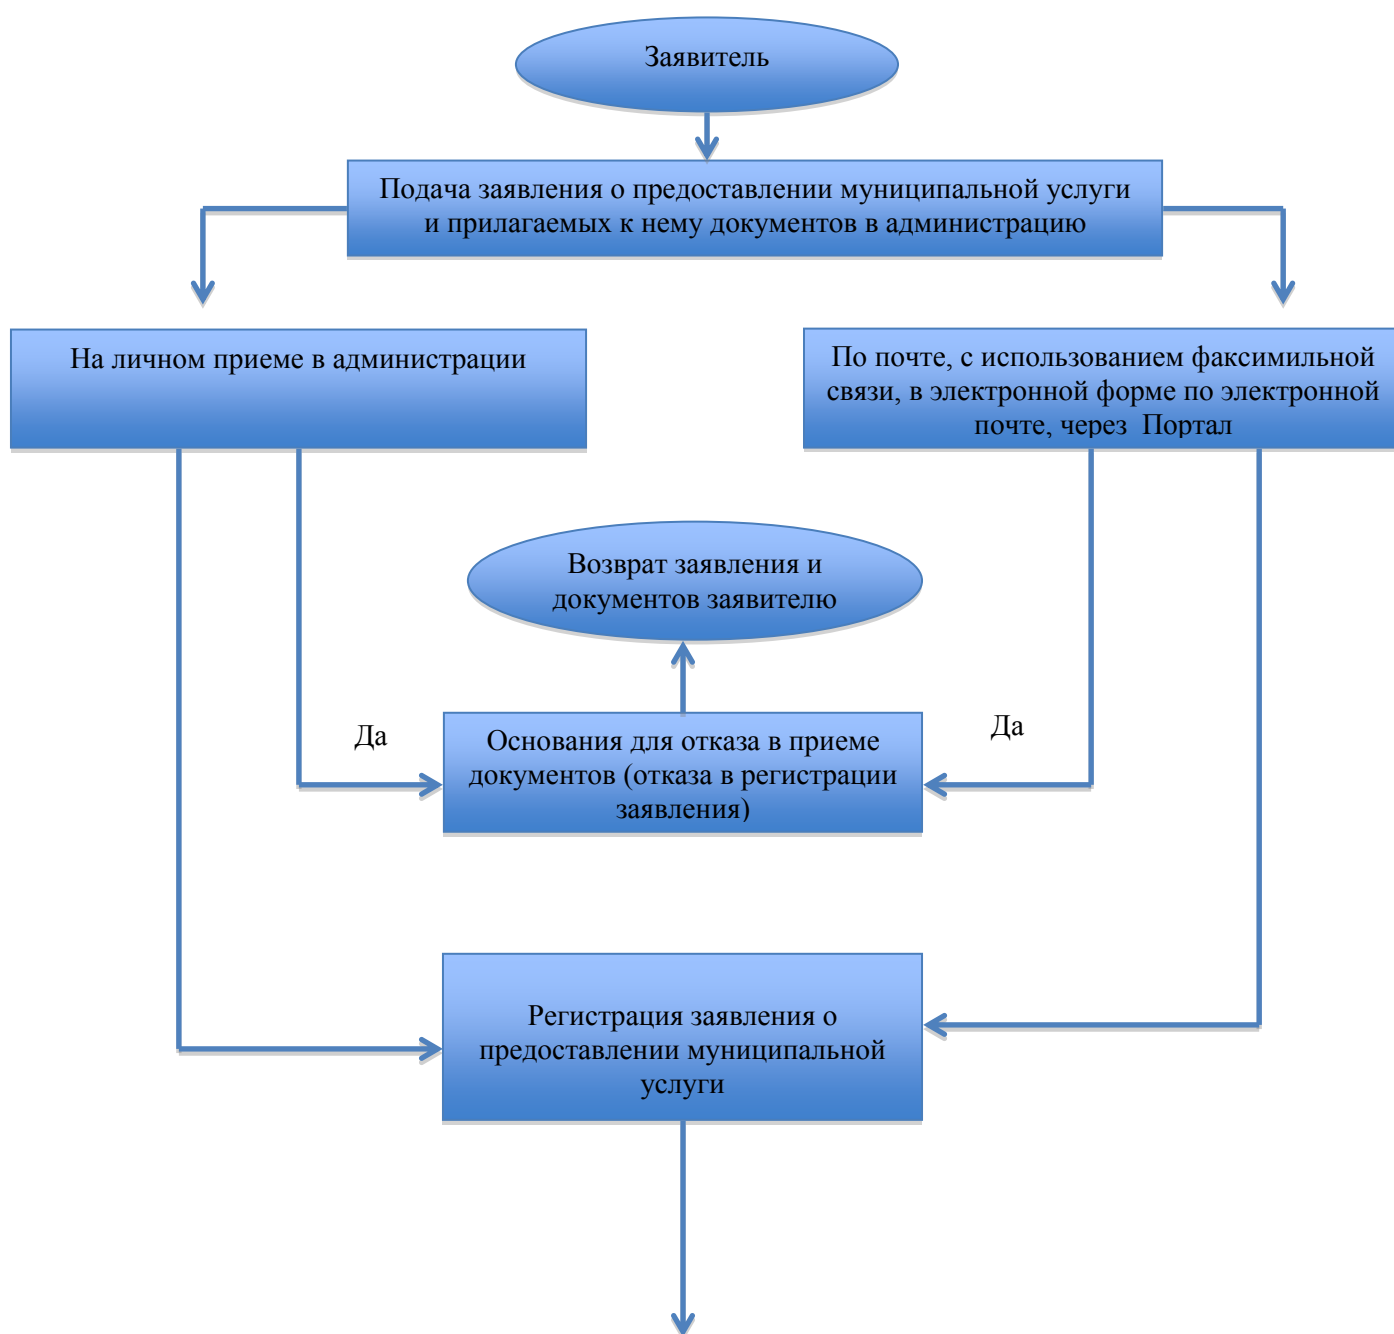 Заявитель
Подача заявления о предоставлении муниципальной услуги
и прилагаемых к нему документов в администрацию
На личном приеме в администрации
По почте, с использованием факсимильной
связи, в электронной форме по электронной
почте, через  Портал
Возврат заявления и
документов заявителю
Да
Основания для отказа в приеме
документов (отказа в регистрации
заявления)
Да
Регистрация заявления о
предоставлении муниципальной
услуги